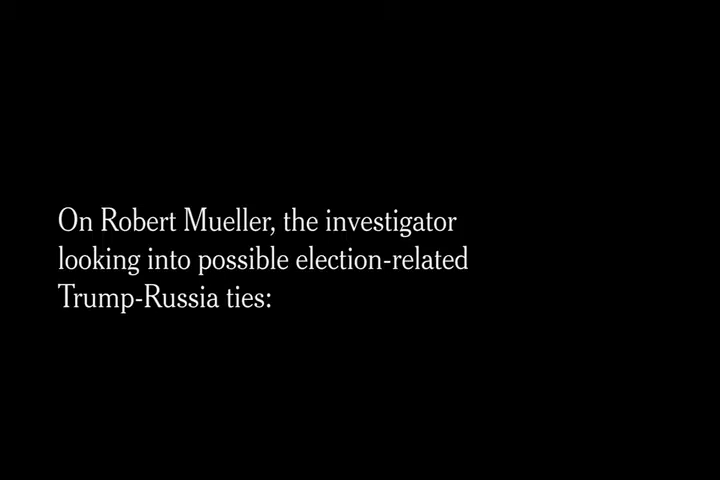 On Robert Mueller, the investigator
looking into possible election-related
Trump-Russia ties: